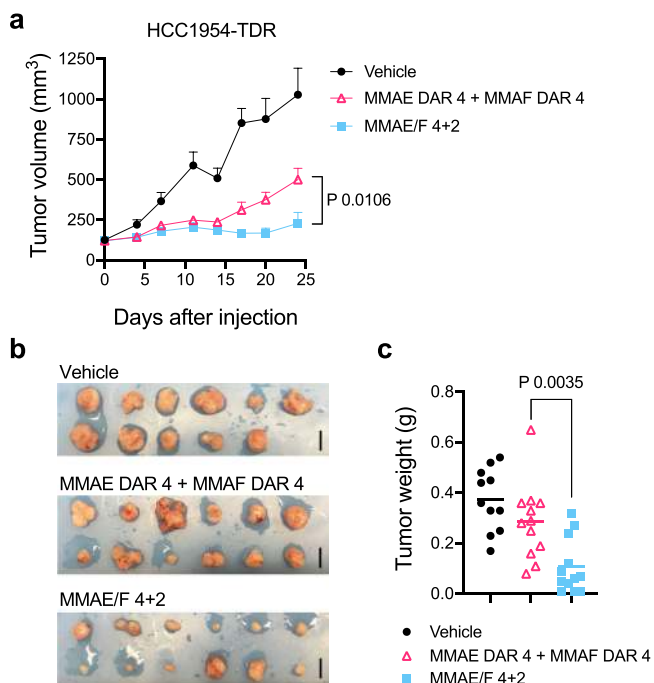 a
HCC1954-TDR
Tumor volume (mm³)
1250
1000
750
500
250
0
0 5 10 15 20 25
Days after injection
Vehicle
MMAE DAR 4 + MMAF DAR 4
MMAE/F 4+2
P 0.0106
b
Vehicle
MMAE DAR 4 + MMAF DAR 4
MMAE/F 4+2
c
P 0.0035
Tumor weight (g)
0.8
0.6
0.4
0.2
0.0
Vehicle
MMAE DAR 4 + MMAF DAR 4
MMAE/F 4+2